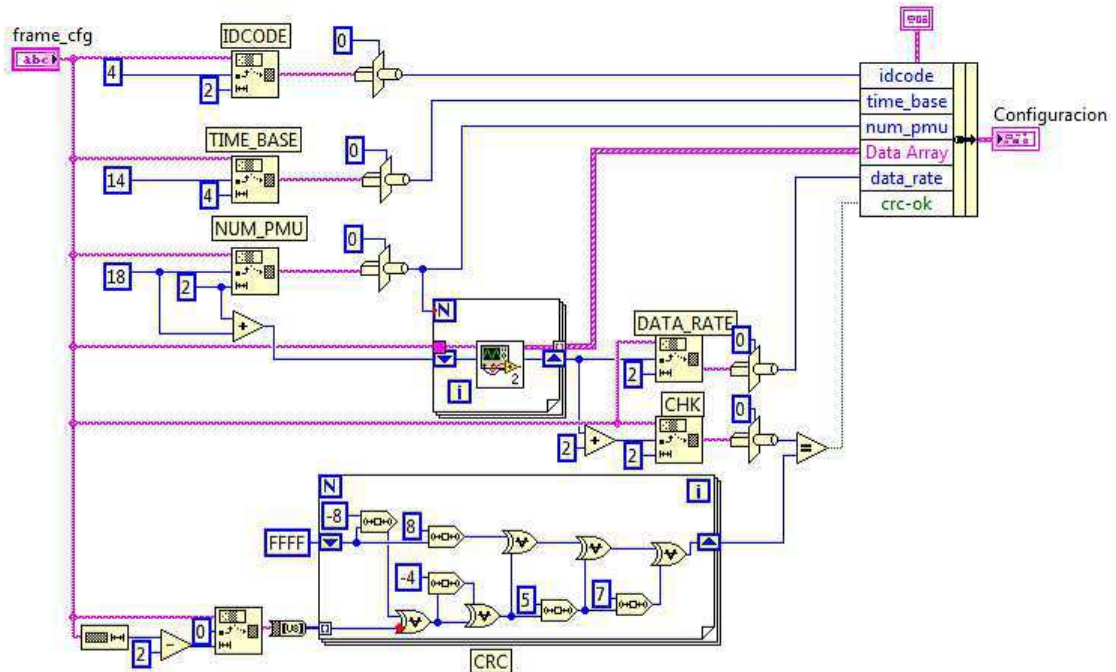 frame_cfg
abc
IDCODE
0
4
2
idcode
time_base
num_pmu
Data Array
data_rate
crc-ok
Configuracion
TIME_BASE
0
14
4
NUM_PMU
0
18
2
+
N
i
2
DATA_RATE
0
2
CHK
0
2
+
2
=
N
i
-8
8
FFFF
-4
5
7
0
[U8]
2
-
CRC